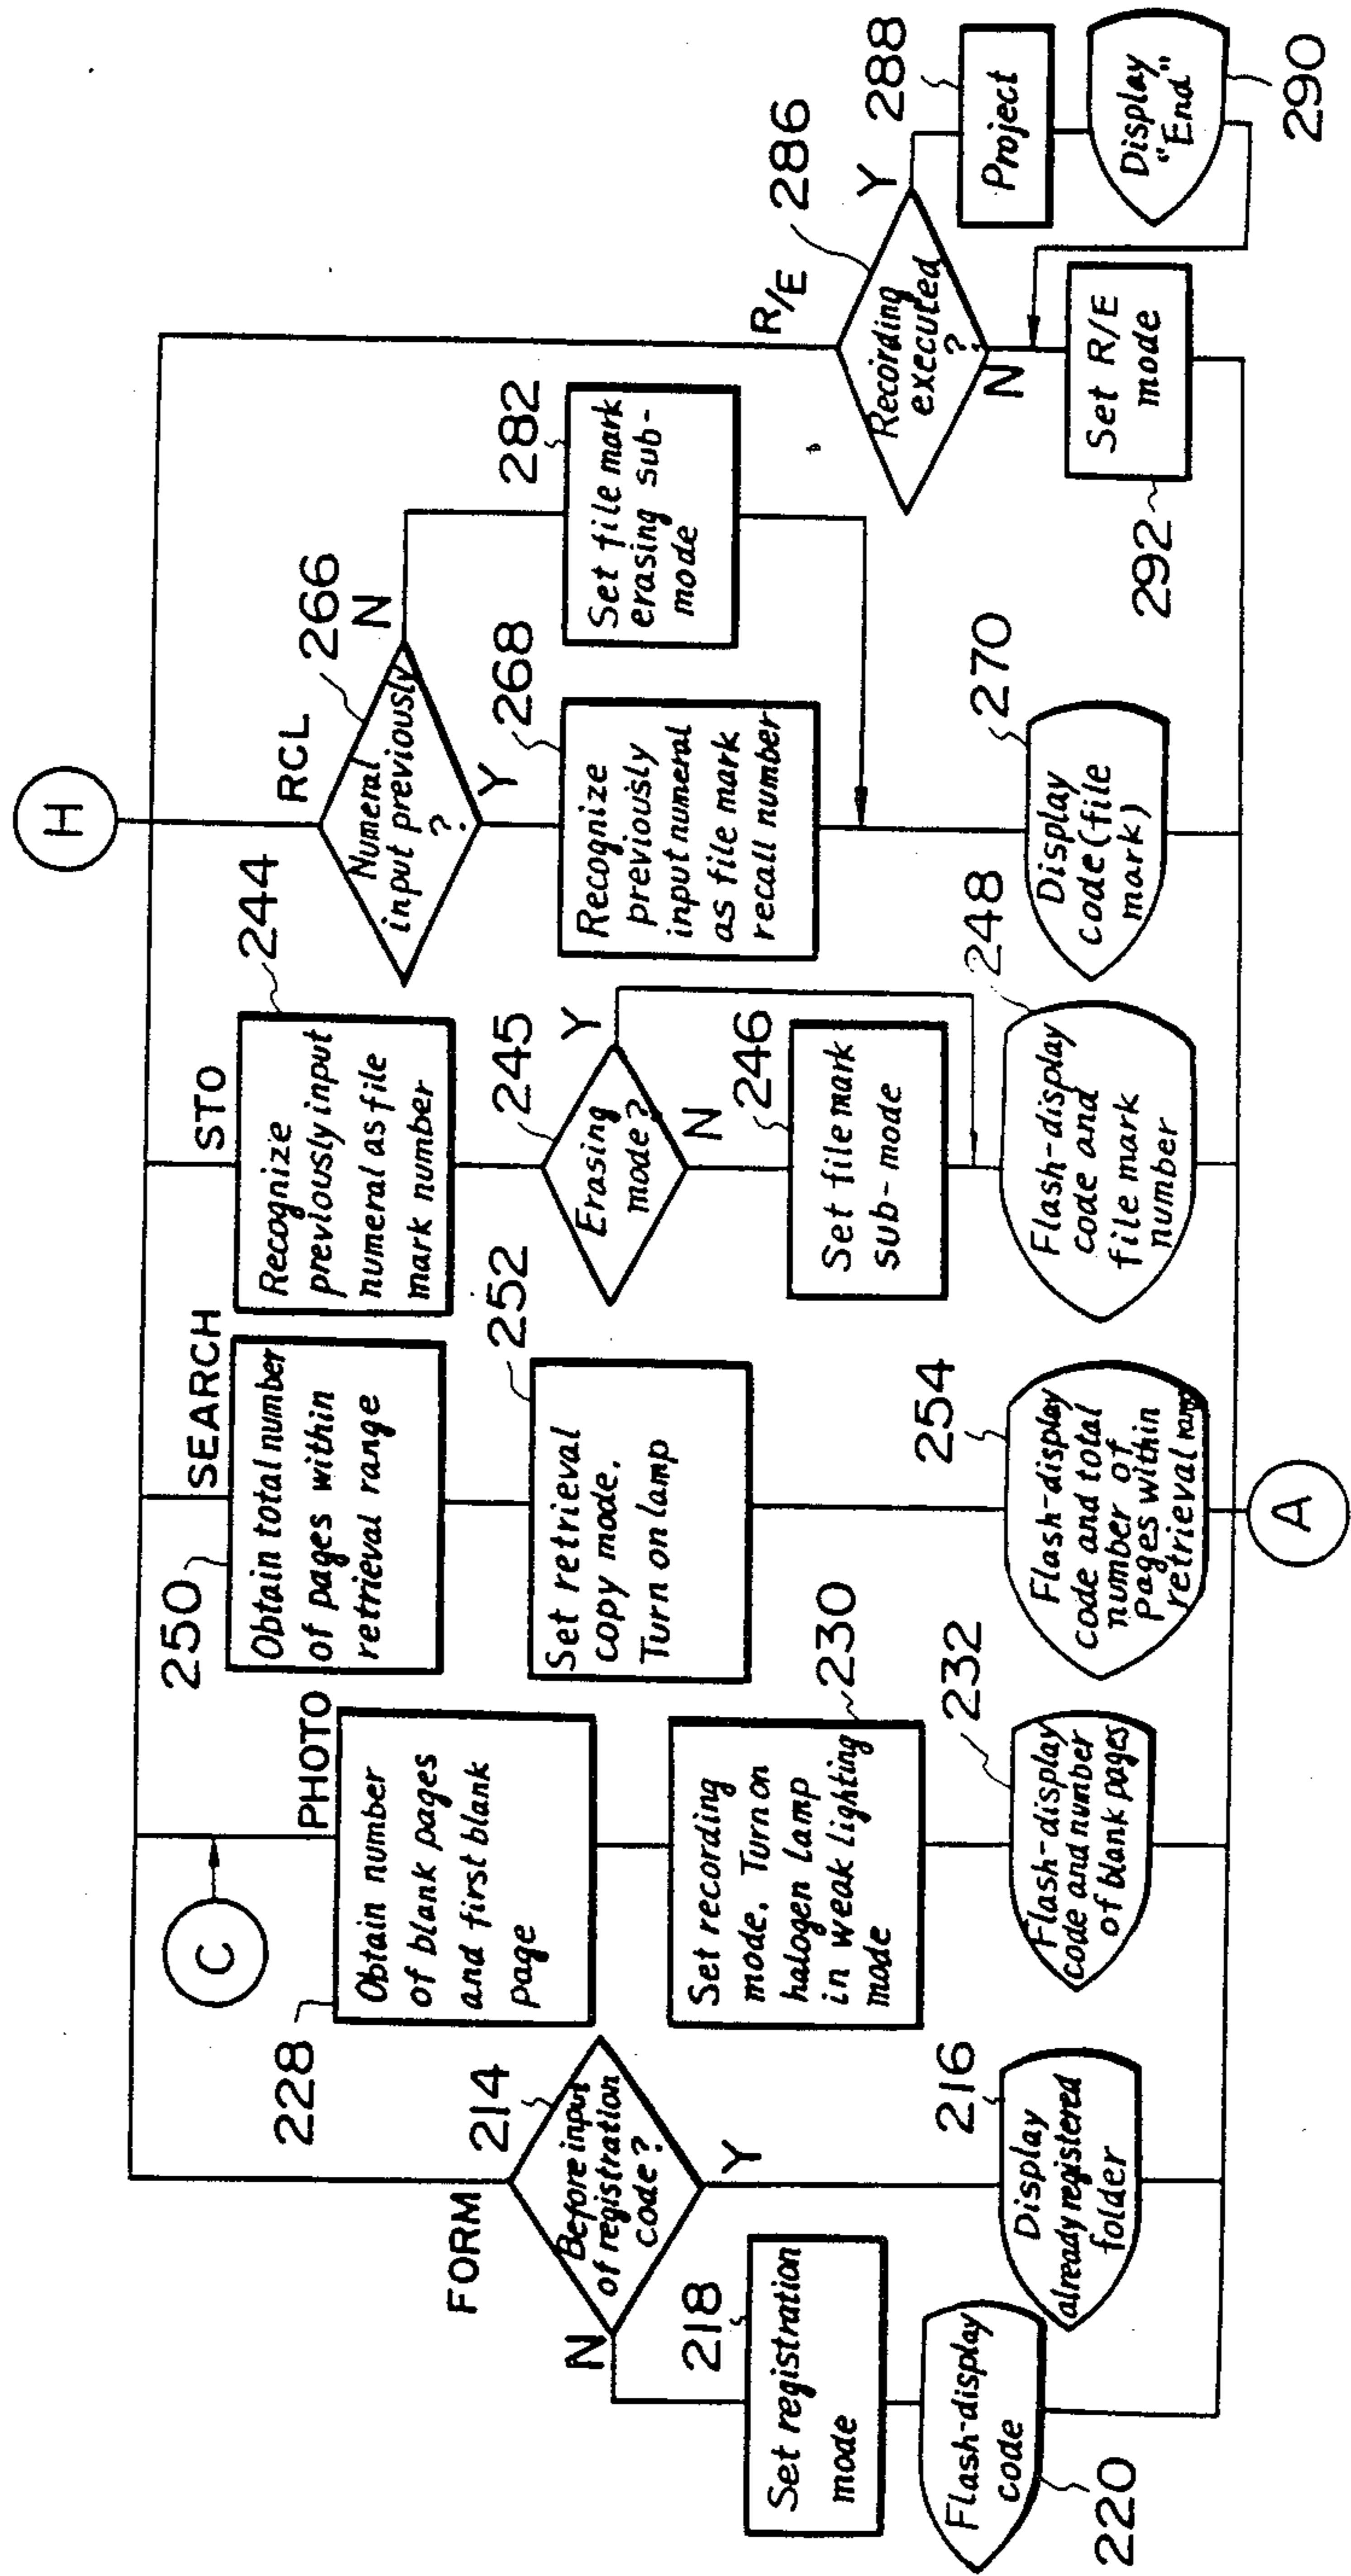 H
C
FORM
214
Before input
of registration
code?
N
Y
218
Set registration
mode
220
Flash-display
code
216
Display
already registered
folder
PHOTO
228
Obtain number
of blank pages
and first blank
page
230
Set recording
mode. Turn on
halogen lamp
in weak lighting
mode
232
Flash-display
code and number
of blank pages
SEARCH
250
Obtain total number
of pages within
retrieval range
252
Set retrieval
copy mode.
Turn on lamp
254
Flash-display
code and total
number of
pages within
retrieval range
STO
244
Recognize
previously input
numeral as file
mark number
245
Erasing
mode?
Y
N
246
Set file mark
sub-mode
248
Flash-display
code and
file mark
number
RCL
266
Numeral
input previously
?
N
Y
268
Recognize
previously
input numeral
as file mark
recall number
282
Set file mark
erasing sub-
mode
270
Display
code (file
mark)
R/E
286
Recording
executed
?
Y
N
288
Project
290
Display
"End"
292
Set R/E
mode
A